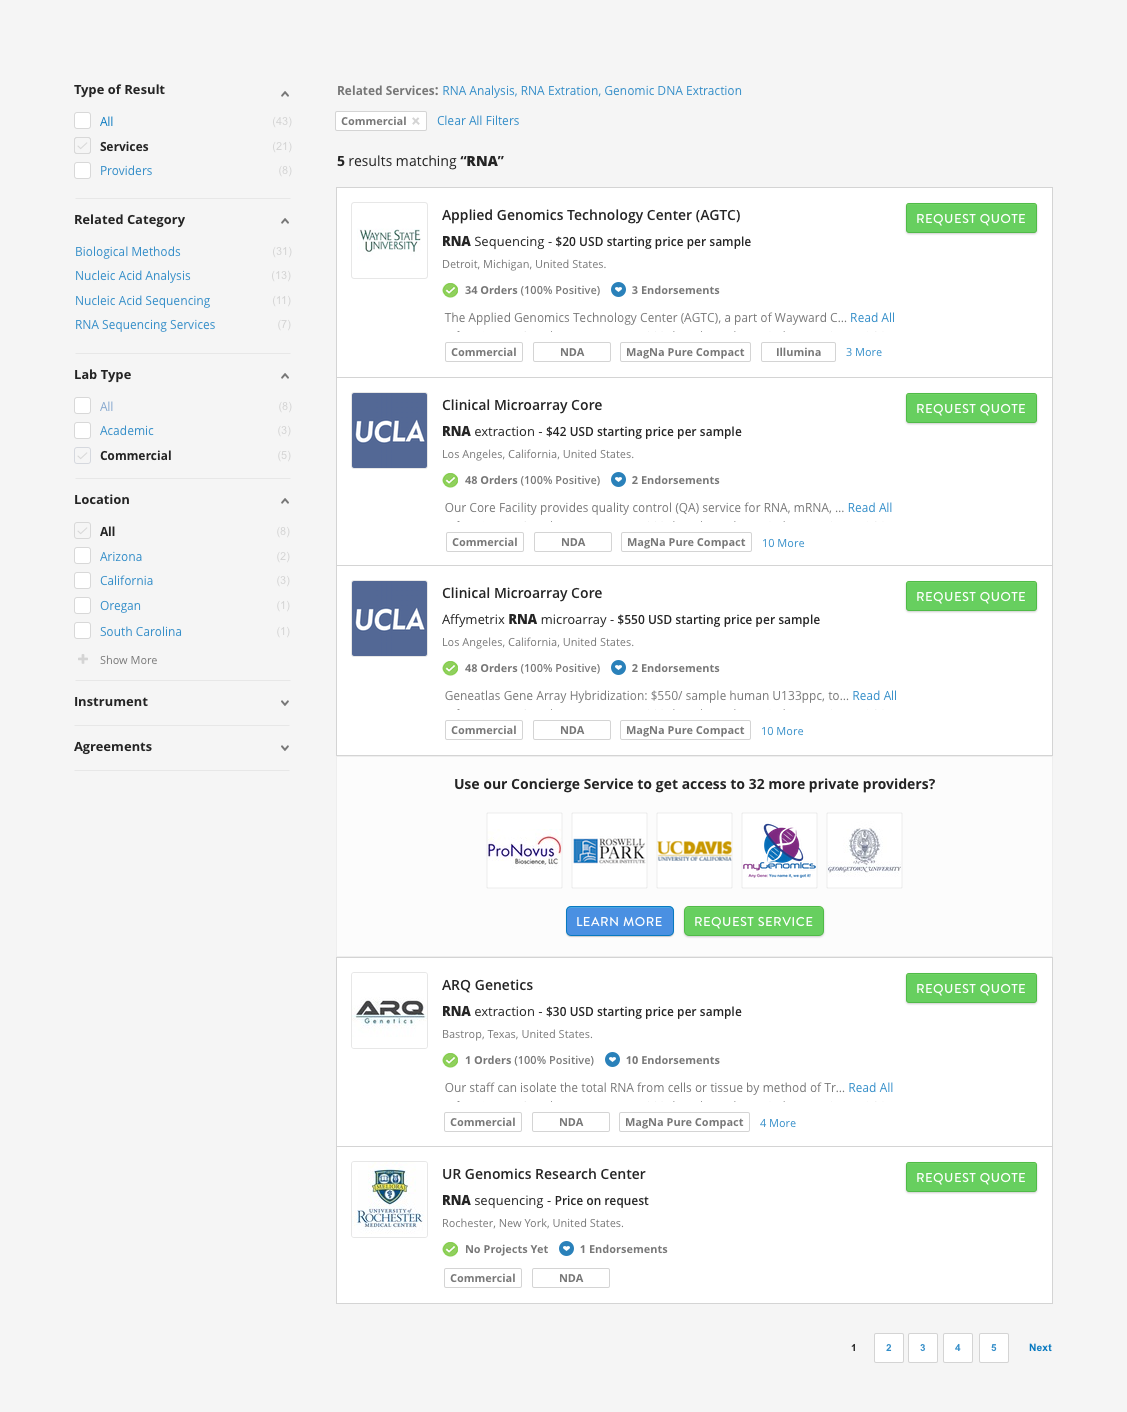 Type of Result
All (43)
Services (21)
Providers (8)
Related Category
Biological Methods (31)
Nucleic Acid Analysis (13)
Nucleic Acid Sequencing (11)
RNA Sequencing Services (7)
Lab Type
All (8)
Academic (3)
Commercial (5)
Location
All (8)
Arizona (2)
California (3)
Oregan (1)
South Carolina (1)
Show More
Instrument
Agreements
Related Services: RNA Analysis, RNA Extration, Genomic DNA Extraction
Commercial × Clear All Filters
5 results matching “RNA”
WAYNE STATE
UNIVERSITY
Applied Genomics Technology Center (AGTC)
REQUEST QUOTE
RNA Sequencing - $20 USD starting price per sample
Detroit, Michigan, United States.
34 Orders (100% Positive) 3 Endorsements
The Applied Genomics Technology Center (AGTC), a part of Wayward C... Read All
Commercial NDA MagNa Pure Compact Illumina 3 More
UCLA
Clinical Microarray Core
REQUEST QUOTE
RNA extraction - $42 USD starting price per sample
Los Angeles, California, United States.
48 Orders (100% Positive) 2 Endorsements
Our Core Facility provides quality control (QA) service for RNA, mRNA, ... Read All
Commercial NDA MagNa Pure Compact 10 More
UCLA
Clinical Microarray Core
REQUEST QUOTE
Affymetrix RNA microarray - $550 USD starting price per sample
Los Angeles, California, United States.
48 Orders (100% Positive) 2 Endorsements
Geneatlas Gene Array Hybridization: $550/ sample human U133ppc, to... Read All
Commercial NDA MagNa Pure Compact 10 More
Use our Concierge Service to get access to 32 more private providers?
ProNovus
Bioscience, LLC
ROSWELL
PARK
CANCER INSTITUTE
UCDAVIS
UNIVERSITY OF CALIFORNIA
myGenomics
Any Gene: You name it, we got it!
GEORGETOWN UNIVERSITY
LEARN MORE REQUEST SERVICE
ARQ
Genetics
ARQ Genetics
REQUEST QUOTE
RNA extraction - $30 USD starting price per sample
Bastrop, Texas, United States.
1 Orders (100% Positive) 10 Endorsements
Our staff can isolate the total RNA from cells or tissue by method of Tr... Read All
Commercial NDA MagNa Pure Compact 4 More
MELIORA
UNIVERSITY of
ROCHESTER
MEDICAL CENTER
UR Genomics Research Center
REQUEST QUOTE
RNA sequencing - Price on request
Rochester, New York, United States.
No Projects Yet 1 Endorsements
Commercial NDA
1 2 3 4 5 Next